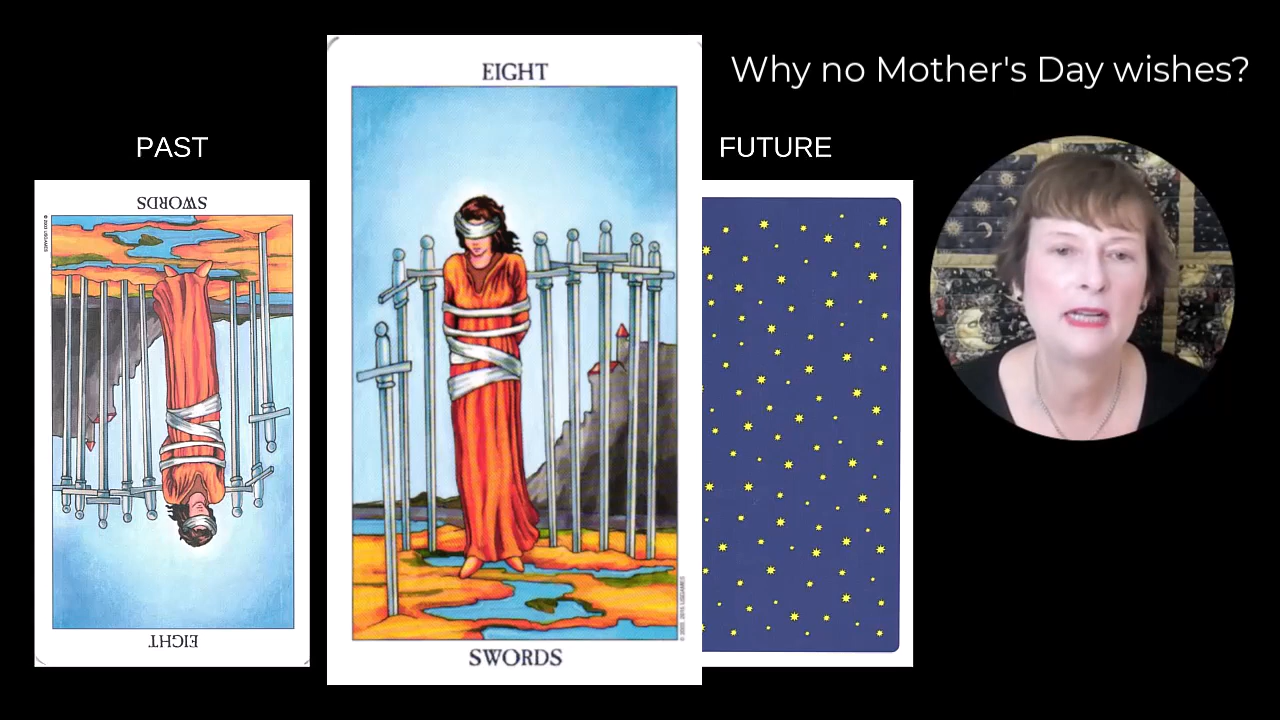 Why no Mother's Day wishes?
PAST
FUTURE
SWORDS
EIGHT
EIGHT
SWORDS